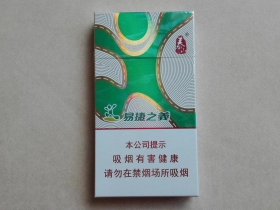 易捷之義
本公司提示
吸烟有害健康
请勿在禁烟场所吸烟